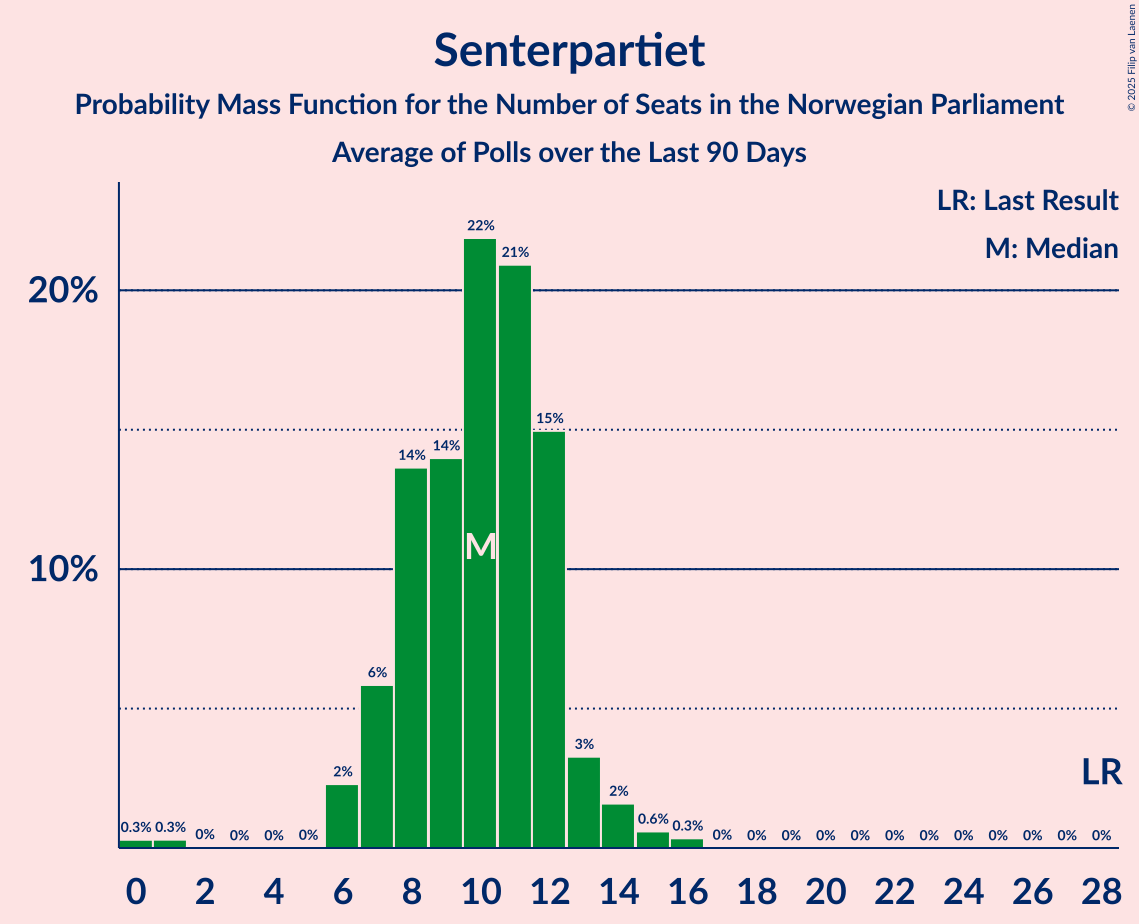 Senterpartiet
Probability Mass Function for the Number of Seats in the Norwegian Parliament
Average of Polls over the Last 90 Days
© 2025 Filip van Laenen
LR: Last Result
M: Median
20%
10%
0.3% 0.3% 0% 0% 0% 0% 2% 6% 14% 14% 22% 21% 15% 3% 2% 0.6% 0.3% 0% 0% 0% 0% 0% 0% 0% 0% 0% 0% 0% 0%
M
LR
0 2 4 6 8 10 12 14 16 18 20 22 24 26 28